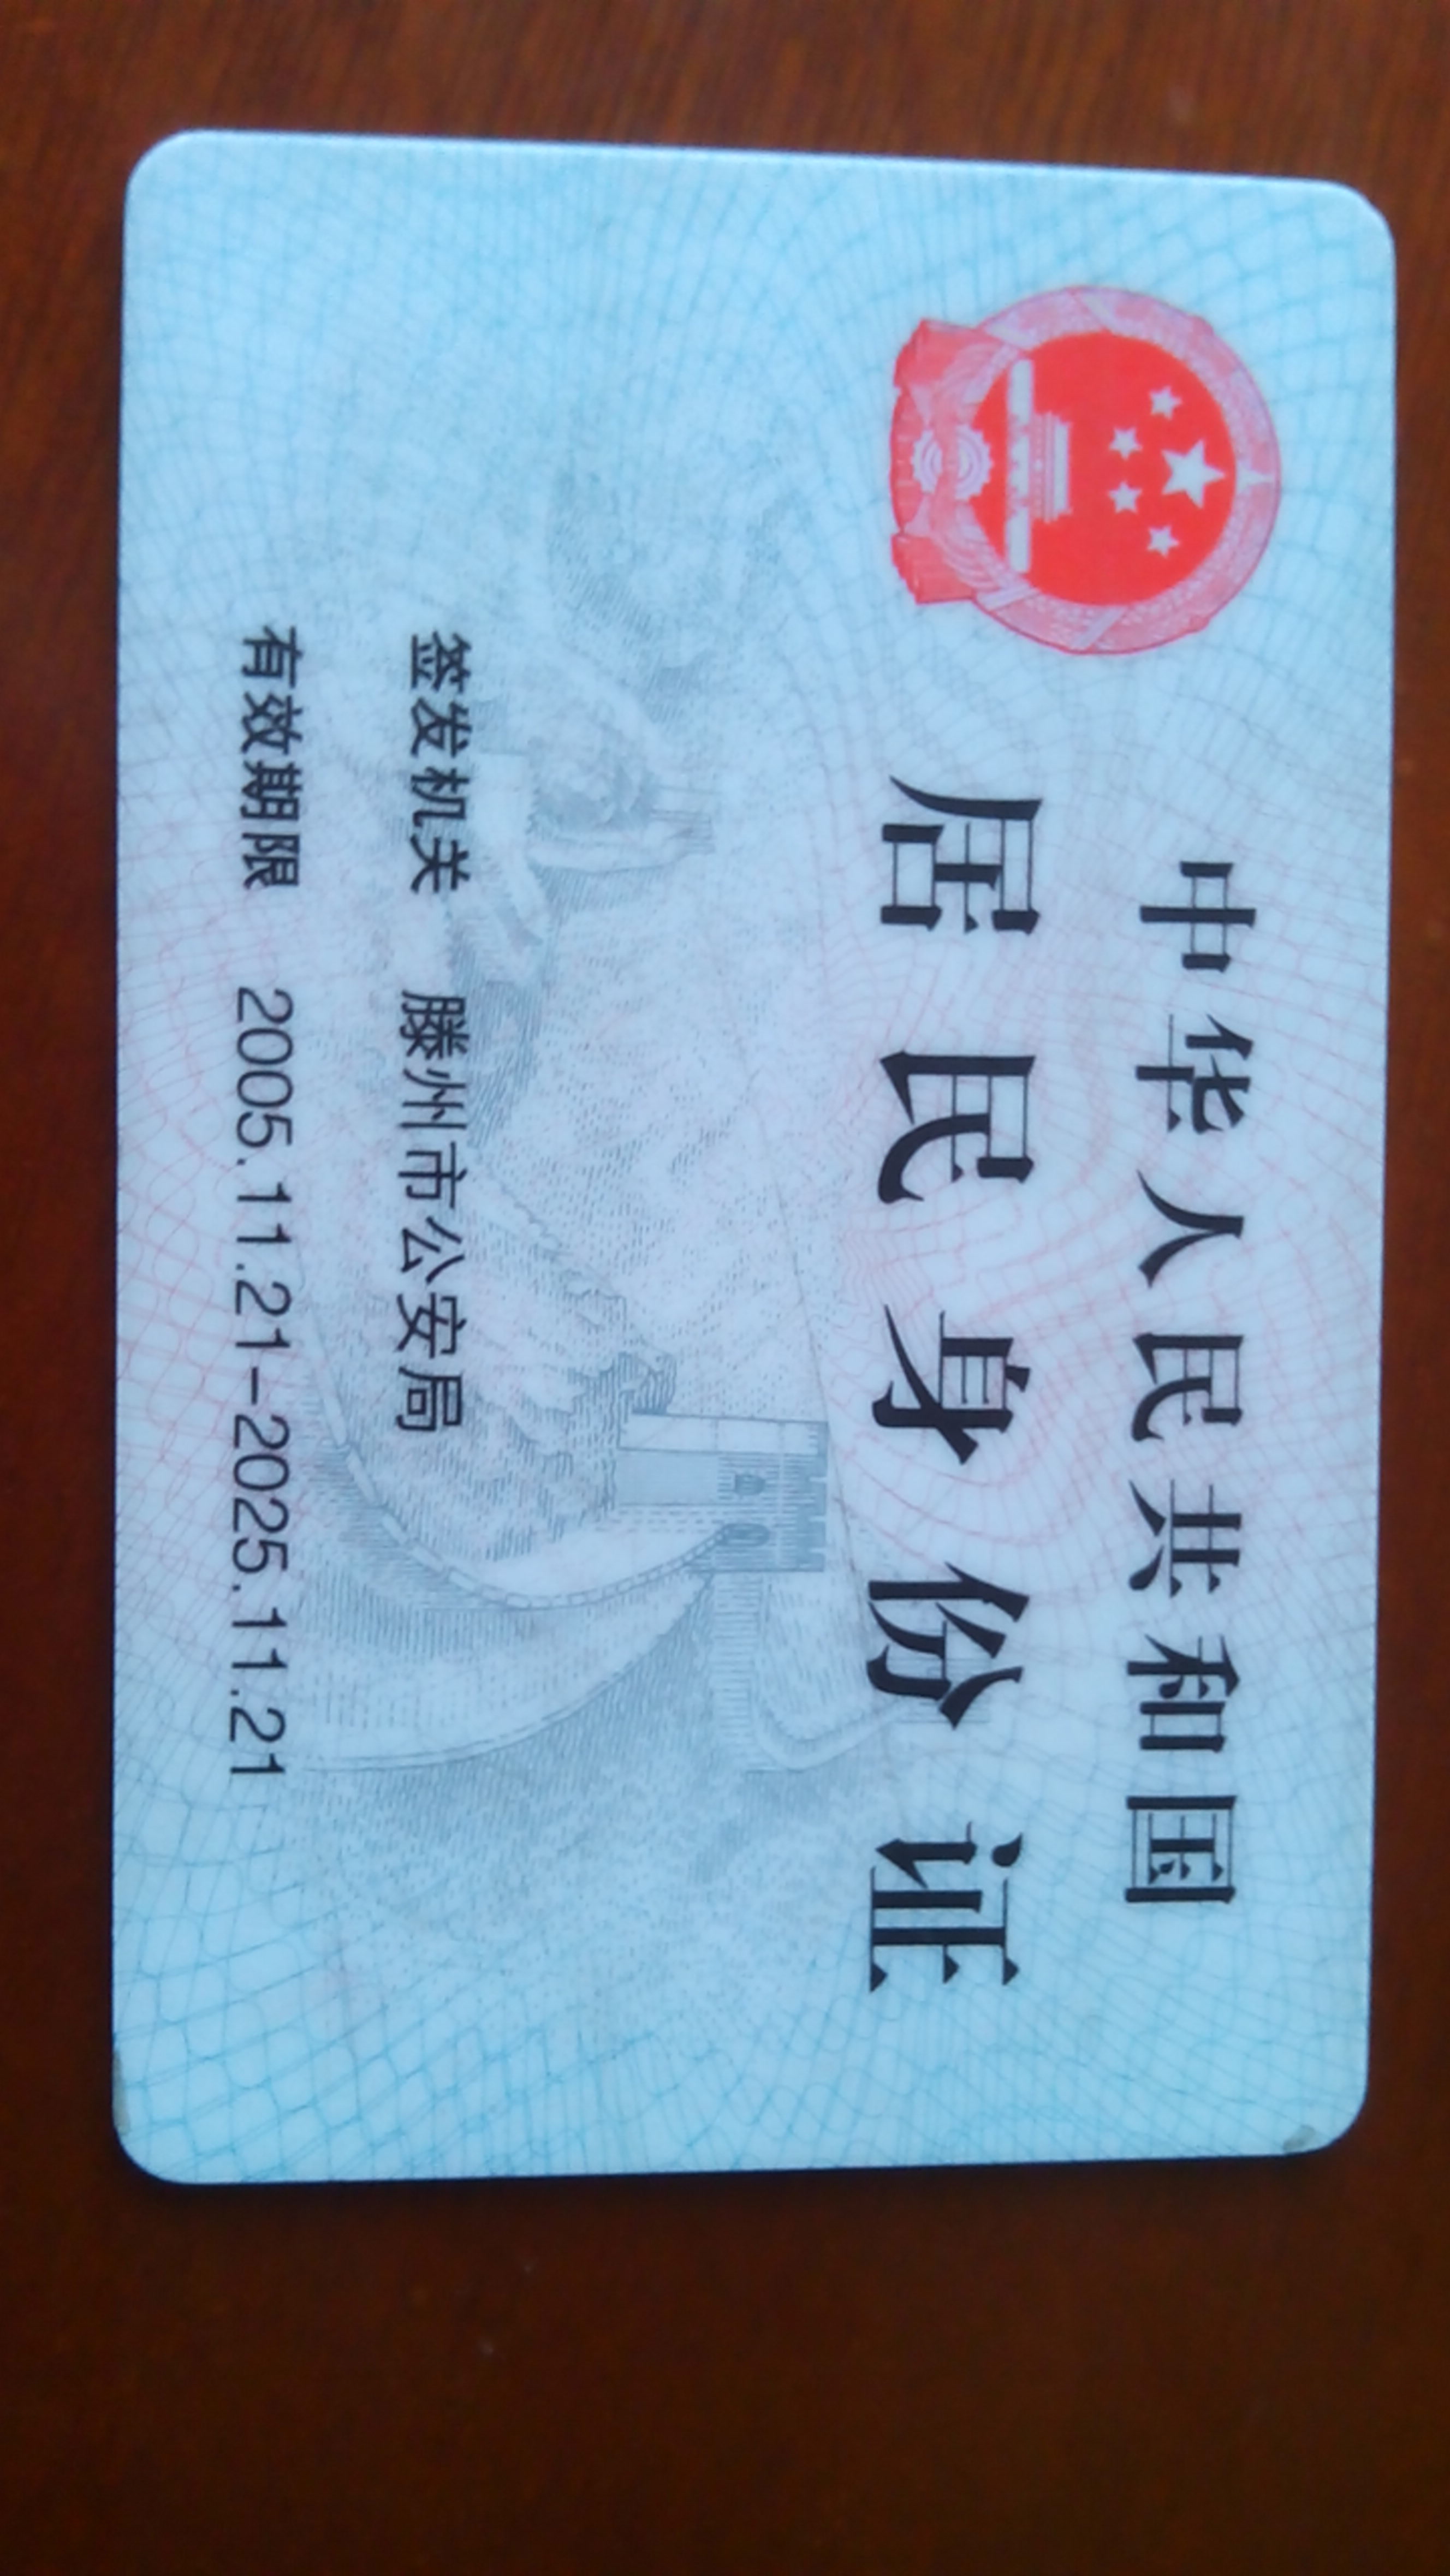 中华人民共和国
居民身份证
签发机关 滕州市公安局
有效期限 2005.11.21-2025.11.21